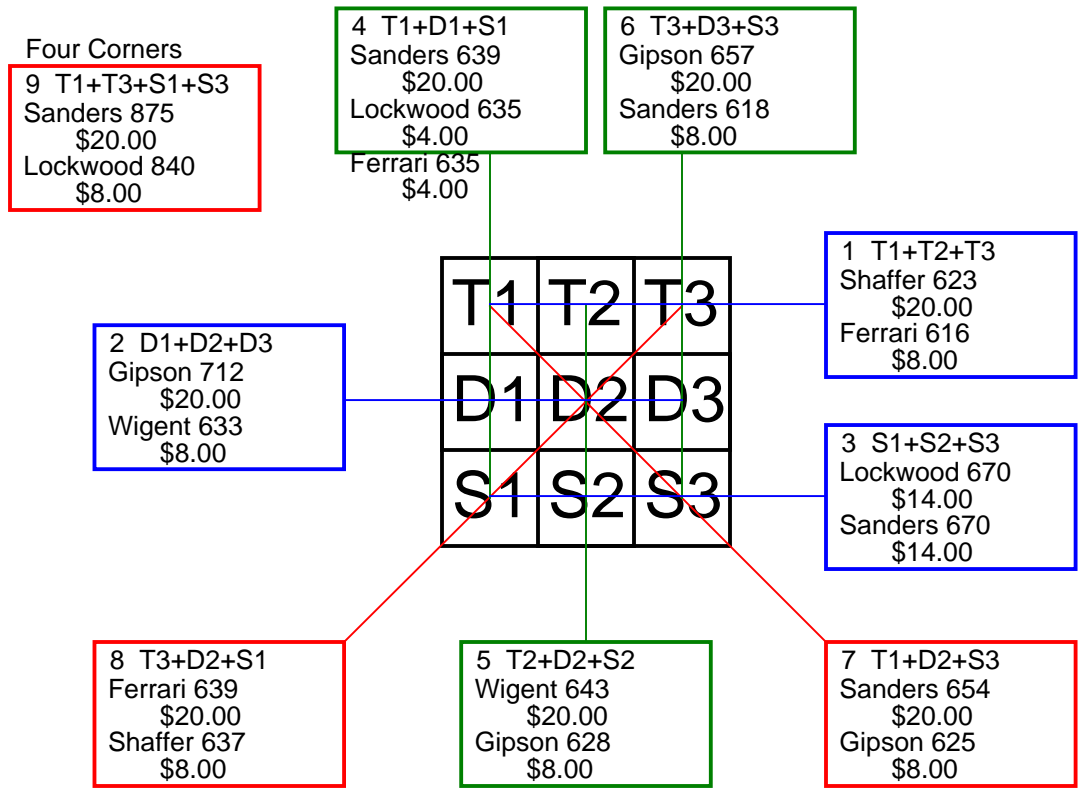 Four Corners
9 T1+T3+S1+S3
Sanders 875
$20.00
Lockwood 840
$8.00
4 T1+D1+S1
Sanders 639
$20.00
Lockwood 635
$4.00
Ferrari 635
$4.00
6 T3+D3+S3
Gipson 657
$20.00
Sanders 618
$8.00
1 T1+T2+T3
Shaffer 623
$20.00
Ferrari 616
$8.00
T1 T2 T3
2 D1+D2+D3
Gipson 712
$20.00
Wigent 633
$8.00
D1 D2 D3
3 S1+S2+S3
Lockwood 670
$14.00
Sanders 670
$14.00
S1 S2 S3
8 T3+D2+S1
Ferrari 639
$20.00
Shaffer 637
$8.00
5 T2+D2+S2
Wigent 643
$20.00
Gipson 628
$8.00
7 T1+D2+S3
Sanders 654
$20.00
Gipson 625
$8.00